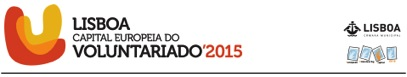 LISBOA
CAPITAL EUROPEIA DO
VOLUNTARIADO'2015
LISBOA
CÂMARA MUNICIPAL